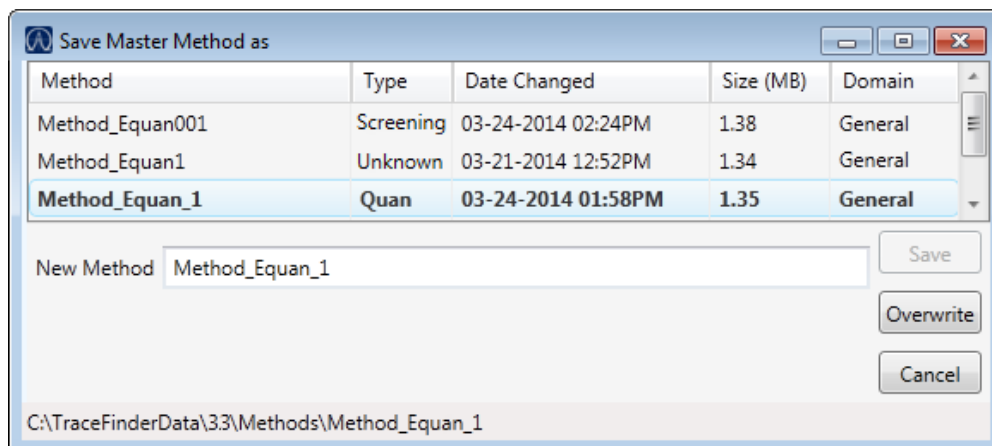 Save Master Method as
Method Type Date Changed Size (MB) Domain
Method_Equan001 Screening 03-24-2014 02:24PM 1.38 General
Method_Equan1 Unknown 03-21-2014 12:52PM 1.34 General
Method_Equan_1 Quan 03-24-2014 01:58PM 1.35 General
Save
New Method Method_Equan_1
Overwrite
Cancel
C:\TraceFinderData\3.3\Methods\Method_Equan_1